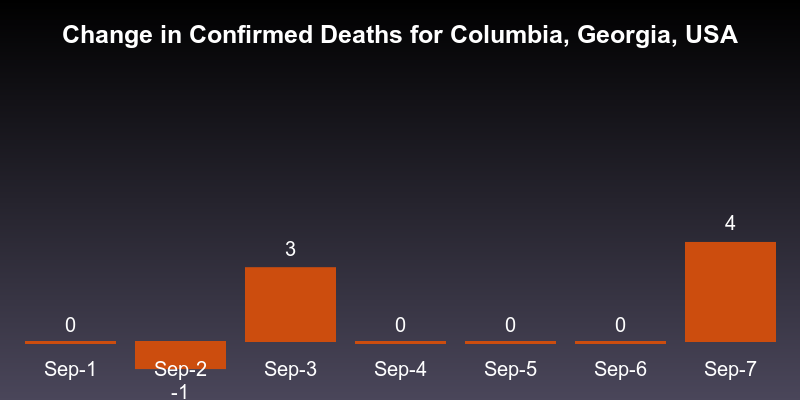 Change in Confirmed Deaths for Columbia, Georgia, USA
4
3
0 0 0 0
Sep-1 Sep-2 Sep-3 Sep-4 Sep-5 Sep-6 Sep-7
-1